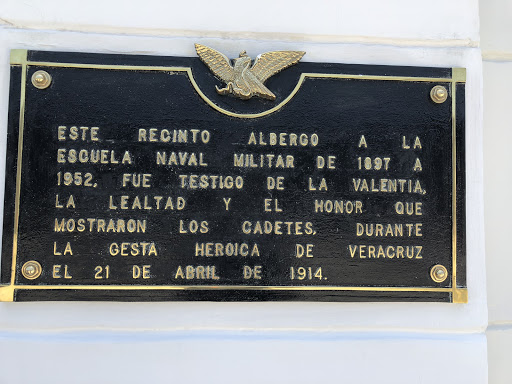 ESTE RECINTO ALBERGO A LA
ESCUELA NAVAL MILITAR DE 1897 A
1952, FUE TESTIGO DE LA VALENTIA,
LA LEALTAD Y EL HONOR QUE
MOSTRARON LOS CADETES, DURANTE
LA GESTA HEROICA DE VERACRUZ
EL 21 DE ABRIL DE 1914.